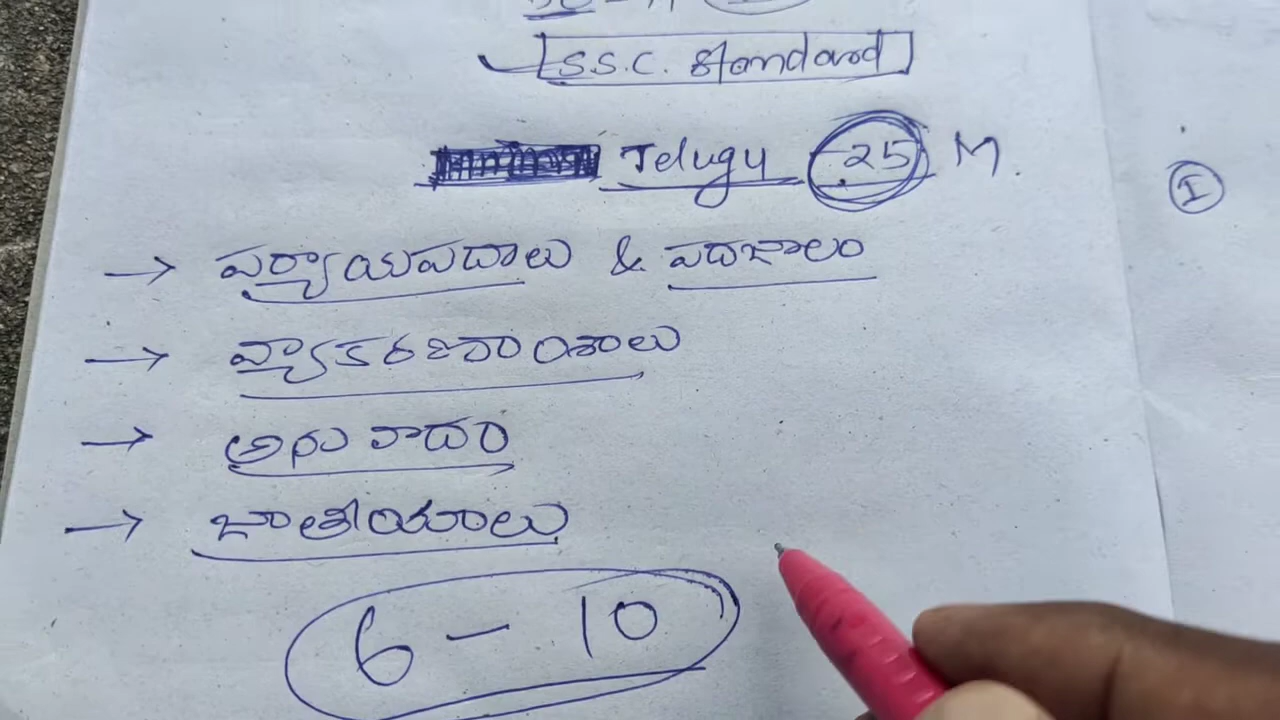 S.S.C. Standard
Telugu 25 M
I
→ పర్యాయపదాలు & పదజాలం
→ వ్యాకరణాంశాలు
→ అనువాదం
→ జాతీయాలు
6 - 10